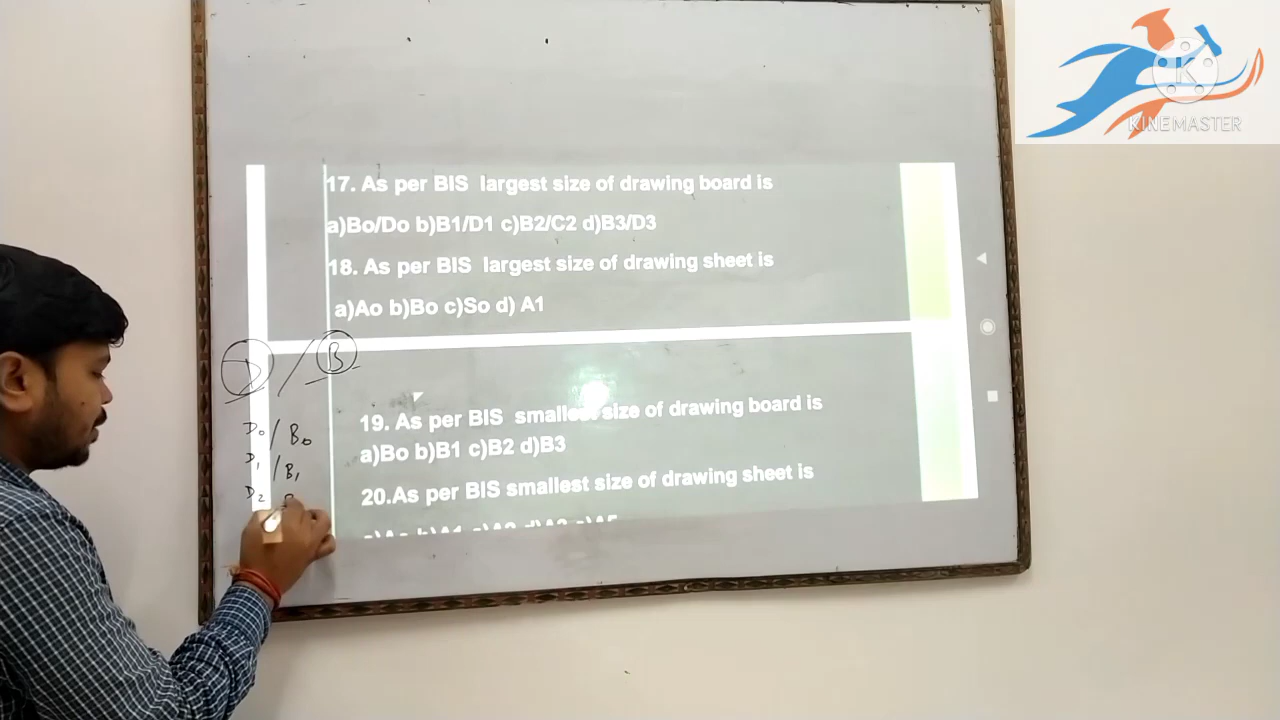 KINEMASTER
17. As per BIS largest size of drawing board is
a)Bo/Do b)B1/D1 c)B2/C2 d)B3/D3
18. As per BIS largest size of drawing sheet is
a)Ao b)Bo c)So d) A1
D / B
19. As per BIS smallest size of drawing board is
D₀ / B₀
a)Bo b)B1 c)B2 d)B3
D₁ / B₁
20.As per BIS smallest size of drawing sheet is
D₂